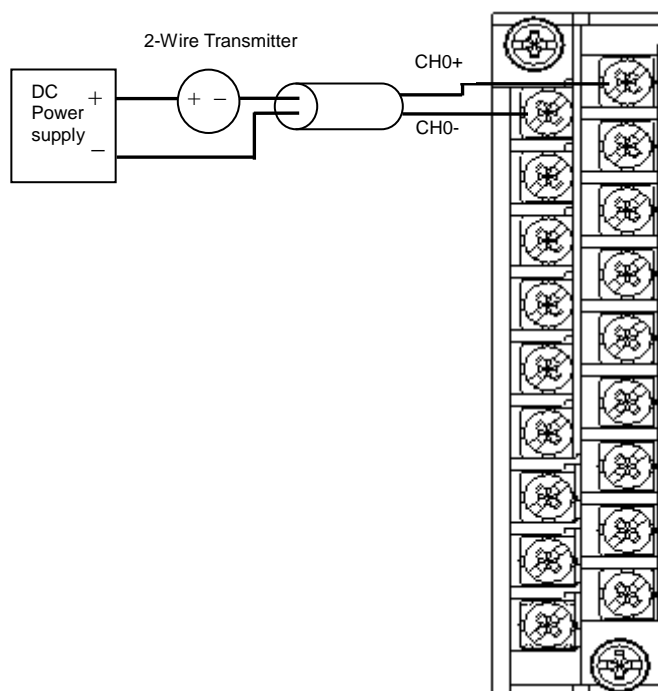 2-Wire Transmitter
CH0+
DC
Power
supply
+
−
+ −
CH0-